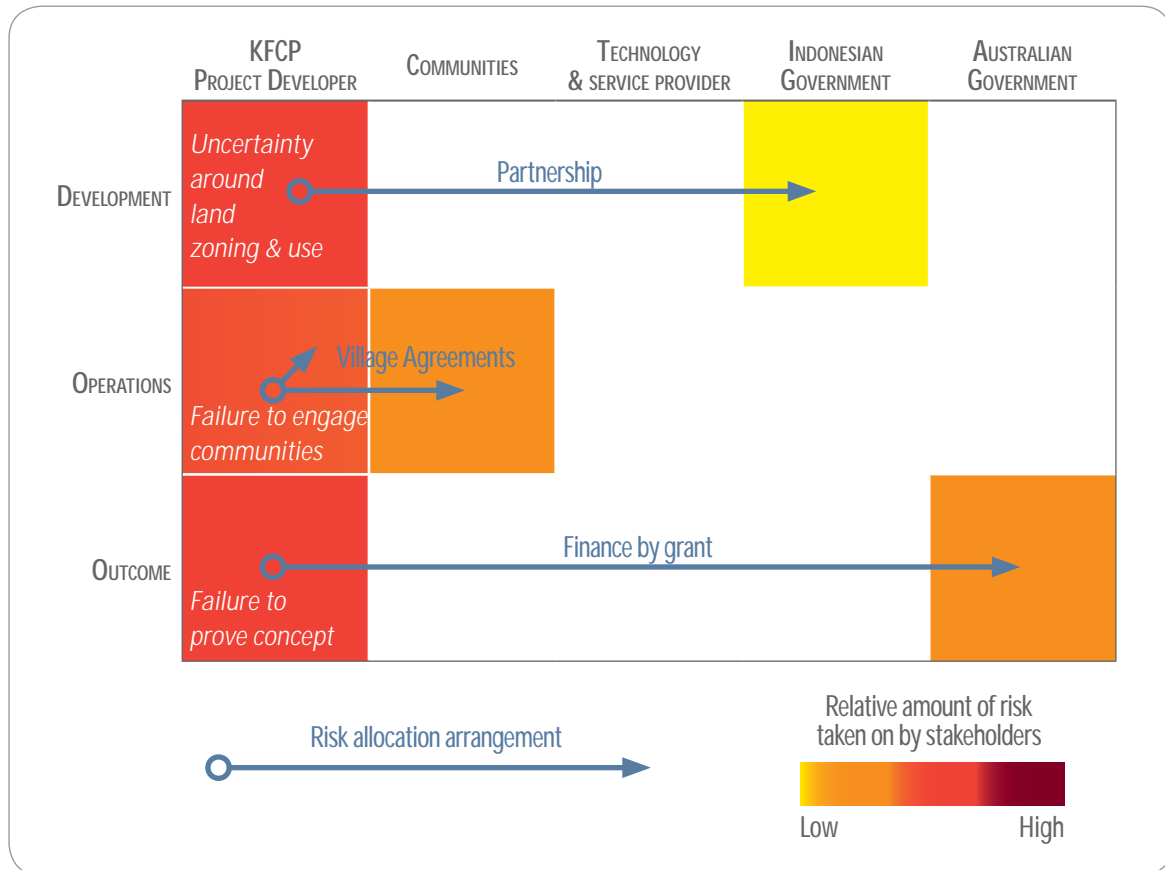 KFCP
PROJECT DEVELOPER
COMMUNITIES
TECHNOLOGY
& SERVICE PROVIDER
INDONESIAN
GOVERNMENT
AUSTRALIAN
GOVERNMENT
DEVELOPMENT
Uncertainty
around
land
zoning & use
Partnership
OPERATIONS
Village Agreements
Failure to engage
communities
OUTCOME
Finance by grant
Failure to
prove concept
Risk allocation arrangement
Relative amount of risk
taken on by stakeholders
Low
High